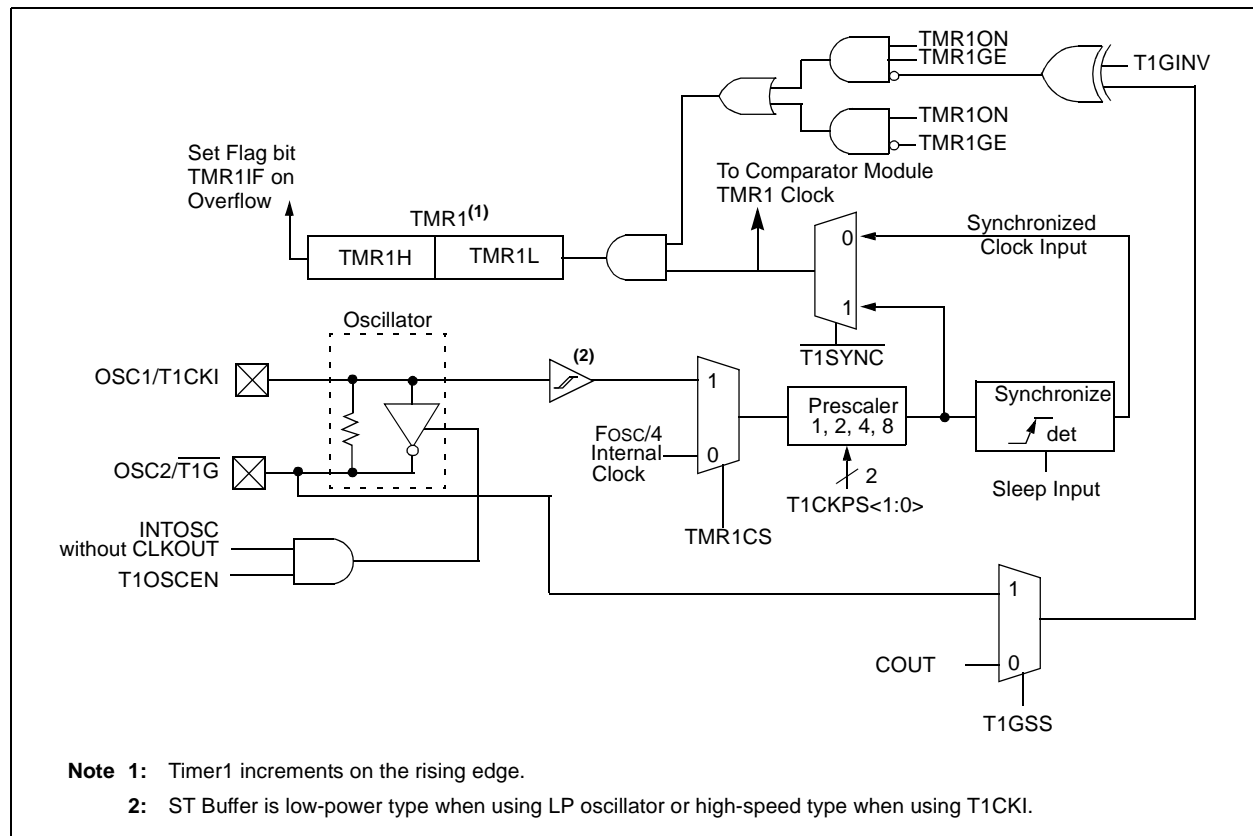 TMR1ON
TMR1GE
T1GINV
TMR1ON
TMR1GE
Set Flag bit
TMR1IF on
Overflow
To Comparator Module
TMR1 Clock
TMR1(1)
TMR1H
TMR1L
0
1
Synchronized
Clock Input
T1SYNC
Oscillator
(2)
OSC1/T1CKI
1
0
Prescaler
1, 2, 4, 8
Synchronize
det
FOSC/4
Internal
Clock
OSC2/T1G
2
T1CKPS<1:0>
Sleep Input
TMR1CS
INTOSC
without CLKOUT
T1OSCEN
1
0
COUT
T1GSS
Note 1: Timer1 increments on the rising edge.
2: ST Buffer is low-power type when using LP oscillator or high-speed type when using T1CKI.